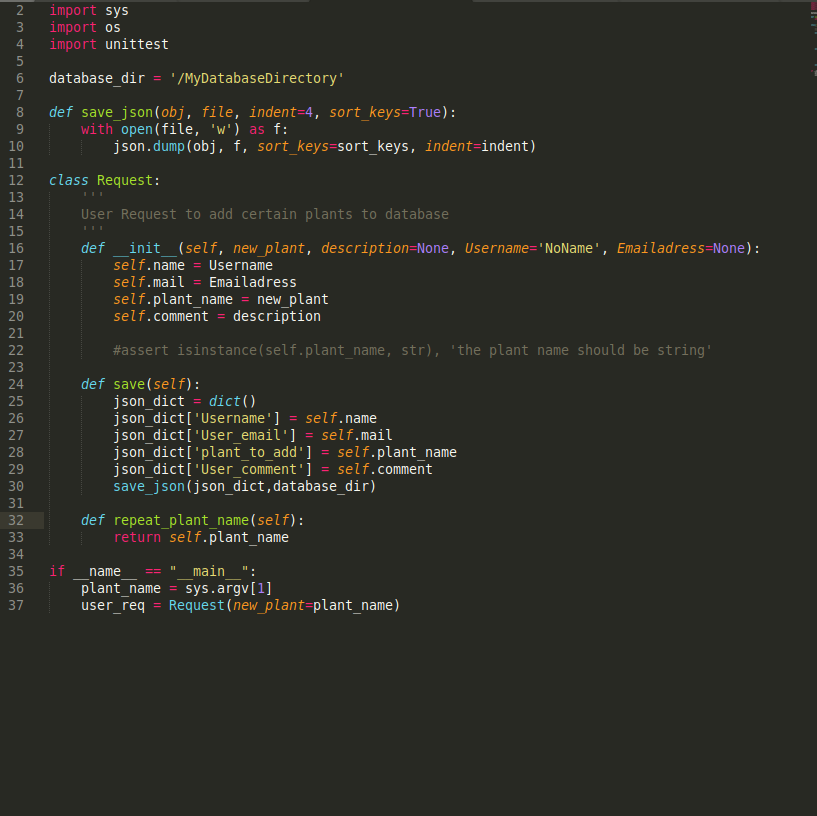 2 import sys
3 import os
4 import unittest
5
6 database_dir = '/MyDatabaseDirectory'
7
8 def save_json(obj, file, indent=4, sort_keys=True):
9     with open(file, 'w') as f:
10         json.dump(obj, f, sort_keys=sort_keys, indent=indent)
11
12 class Request:
13     '''
14     User Request to add certain plants to database
15     '''
16     def __init__(self, new_plant, description=None, Username='NoName', Emailadress=None):
17         self.name = Username
18         self.mail = Emailadress
19         self.plant_name = new_plant
20         self.comment = description
21
22         #assert isinstance(self.plant_name, str), 'the plant name should be string'
23
24     def save(self):
25         json_dict = dict()
26         json_dict['Username'] = self.name
27         json_dict['User_email'] = self.mail
28         json_dict['plant_to_add'] = self.plant_name
29         json_dict['User_comment'] = self.comment
30         save_json(json_dict,database_dir)
31
32     def repeat_plant_name(self):
33         return self.plant_name
34
35 if __name__ == "__main__":
36     plant_name = sys.argv[1]
37     user_req = Request(new_plant=plant_name)